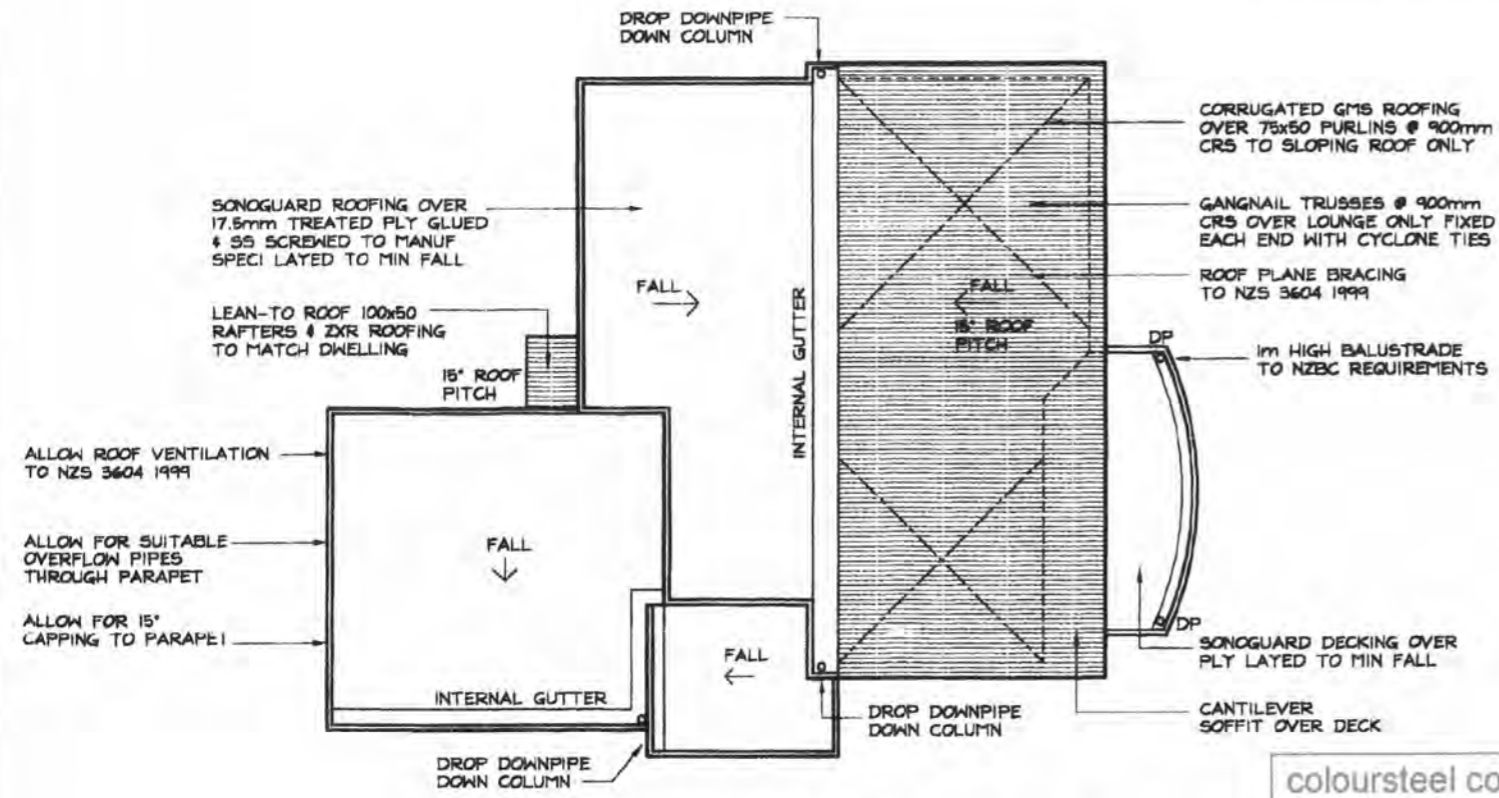 DROP DOWNPIPE
DOWN COLUMN
CORRUGATED GMS ROOFING
OVER 75x50 PURLINS @ 900mm
CRS TO SLOPING ROOF ONLY
SONOGUARD ROOFING OVER
17.5mm TREATED PLY GLUED
& SS SCREWED TO MANUF
SPECI LAYED TO MIN FALL
GANGNAIL TRUSSES @ 900mm
CRS OVER LOUNGE ONLY FIXED
EACH END WITH CYCLONE TIES
ROOF PLANE BRACING
TO NZS 3604 1999
FALL
INTERNAL GUTTER
FALL
15° ROOF
PITCH
LEAN-TO ROOF 100x50
RAFTERS & ZXR ROOFING
TO MATCH DWELLING
15° ROOF
PITCH
DP
1m HIGH BALUSTRADE
TO NZBC REQUIREMENTS
ALLOW ROOF VENTILATION
TO NZS 3604 1999
ALLOW FOR SUITABLE
OVERFLOW PIPES
THROUGH PARAPET
FALL
ALLOW FOR 15°
CAPPING TO PARAPET
DP
SONOGUARD DECKING OVER
PLY LAYED TO MIN FALL
FALL
INTERNAL GUTTER
DROP DOWNPIPE
DOWN COLUMN
CANTILEVER
SOFFIT OVER DECK
DROP DOWNPIPE
DOWN COLUMN
coloursteel co